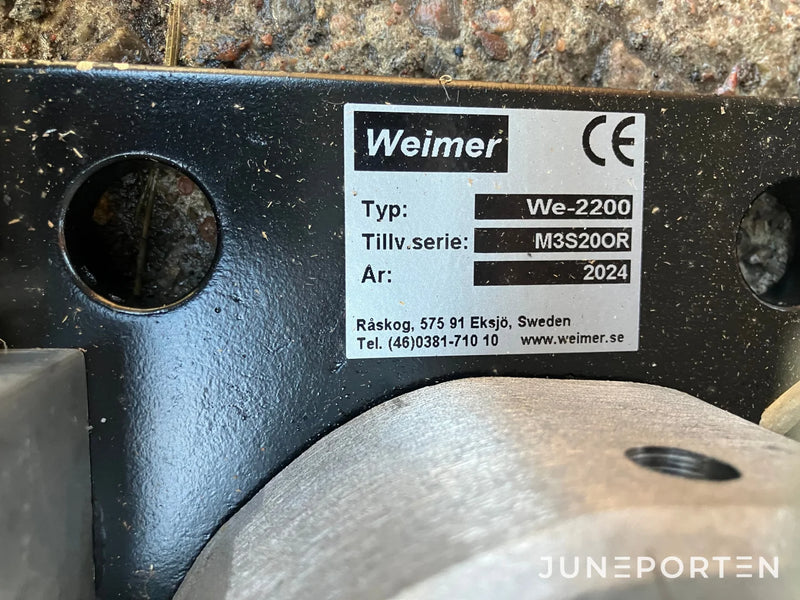 Weimer CE
Typ: We-2200
Tillv.serie: M3S20OR
År: 2024
Råskog, 575 91 Eksjö, Sweden
Tel. (46)0381-710 10 www.weimer.se
JUNEPORTEN